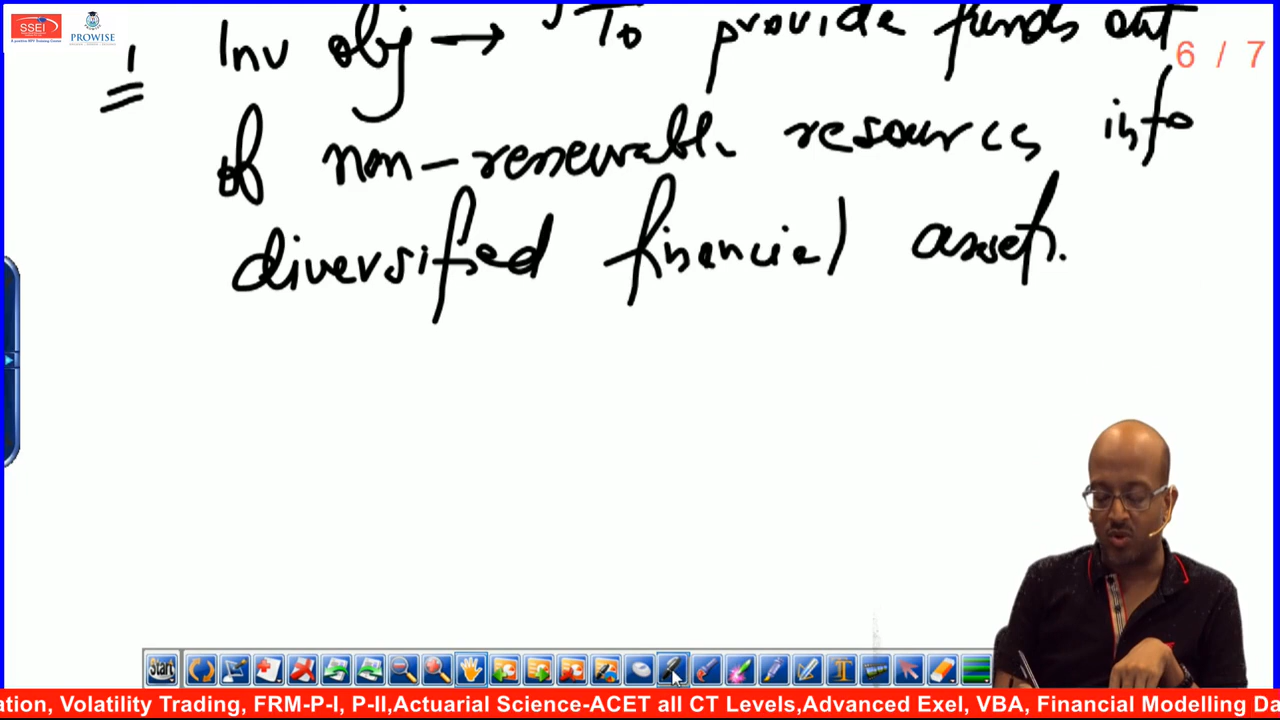 SSEI
PROWISE
i Inv obj → To provide funds out
6 / 7
of non-renewable resources into
diversified financial assets.
Start
ation, Volatility Trading, FRM-P-I, P-II,Actuarial Science-ACET all CT Levels,Advanced Exel, VBA, Financial Modelling Da